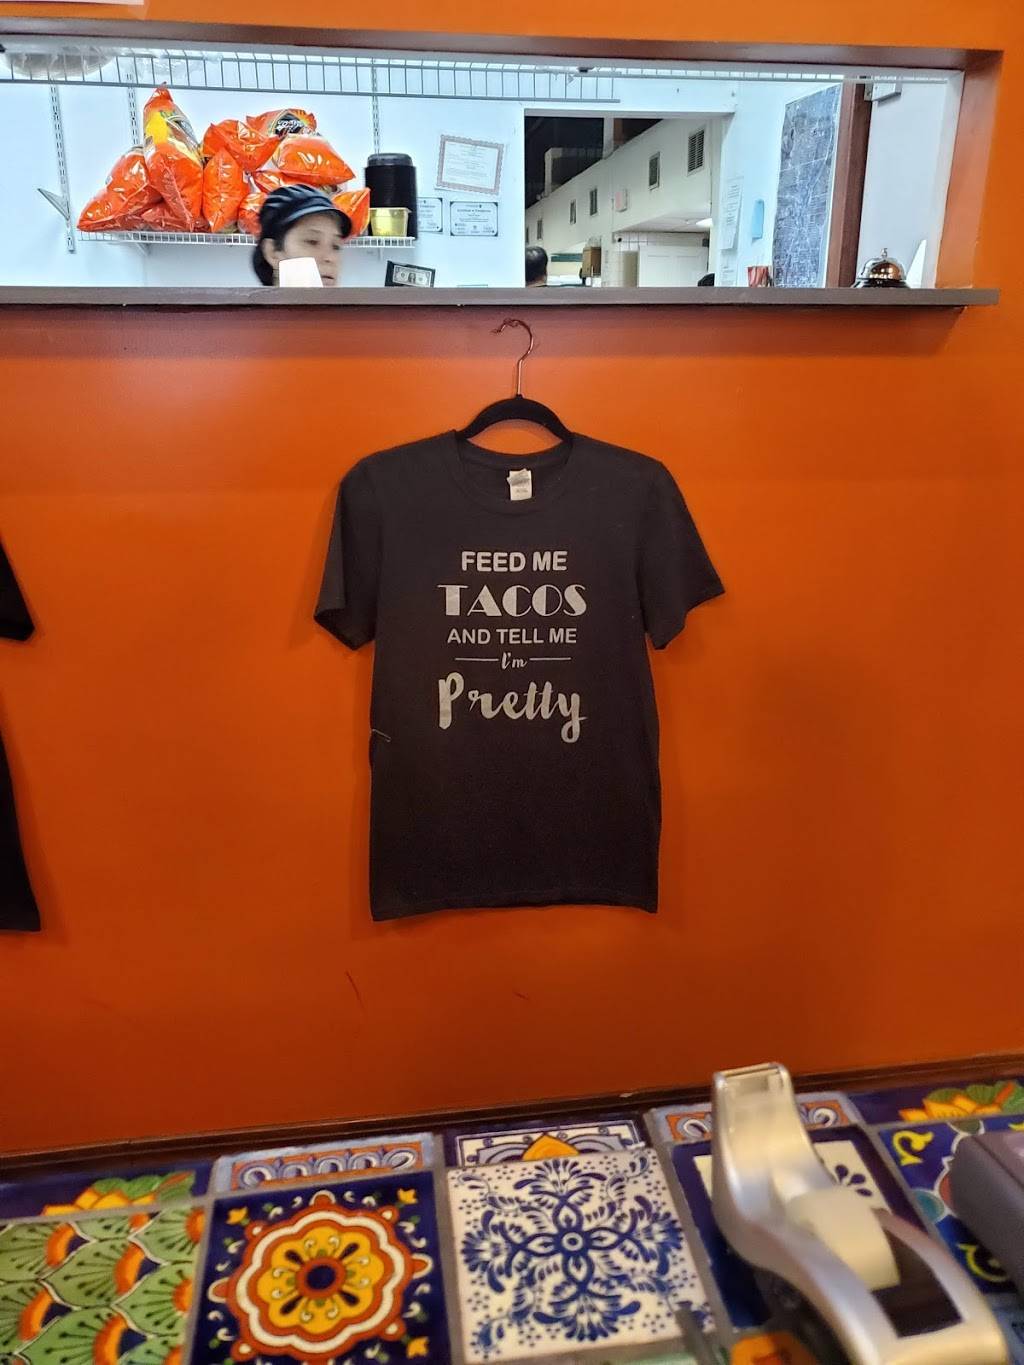 FEED ME
TACOS
AND TELL ME
I'm
Pretty